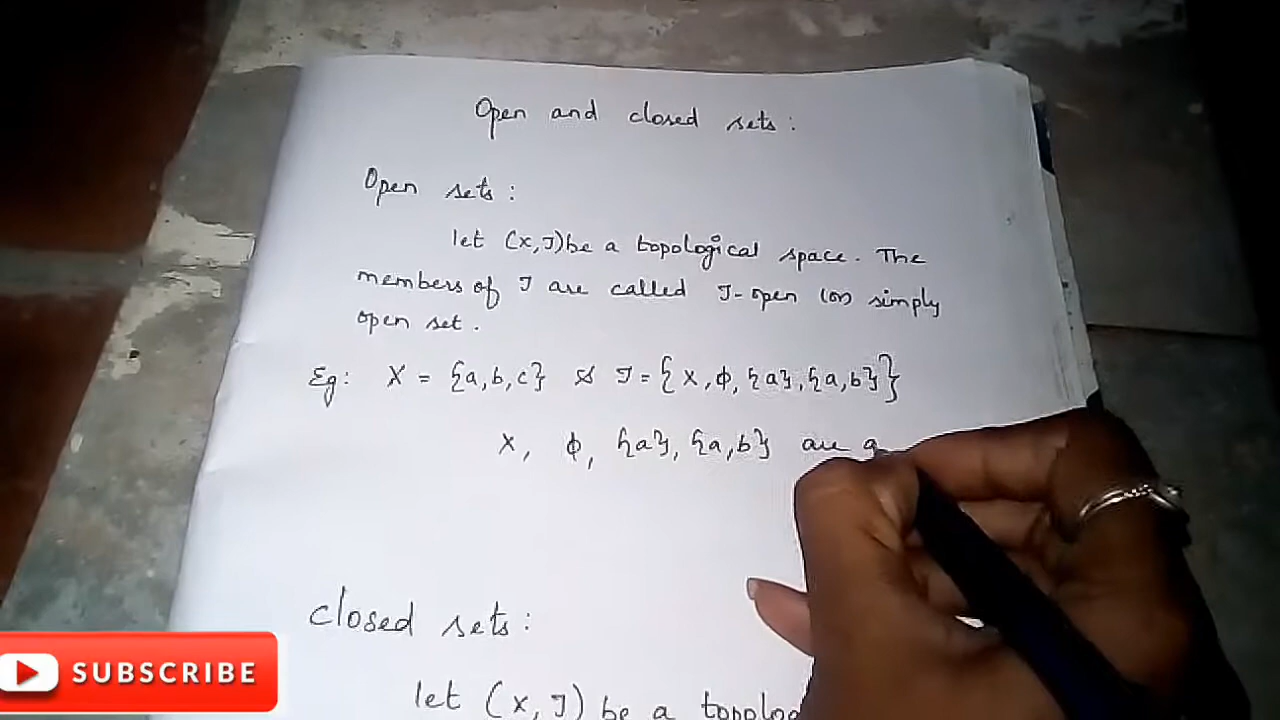 Open and closed sets :
Open sets :
let (X, J) be a topological space. The
members of J are called J-open (or) simply
open set .
Eg: X = {a,b,c} & J = {X, φ, {a}, {a,b}}
X, φ, {a}, {a,b} are
closed sets :
SUBSCRIBE
let (X, J) be a topolog